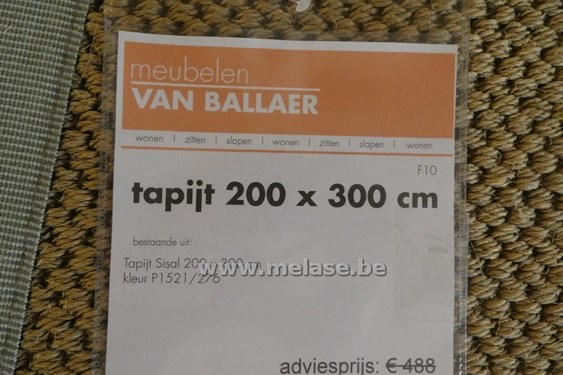 meubelen
VAN BALLAER
wonen | zitten | slapen | wonen | zitten | slapen | wonen
F10
tapijt 200 x 300 cm
bestaande uit:
Tapijt Sisal 200 x 300 cm
www.melase.be
kleur P1521/276
adviesprijs: € 488